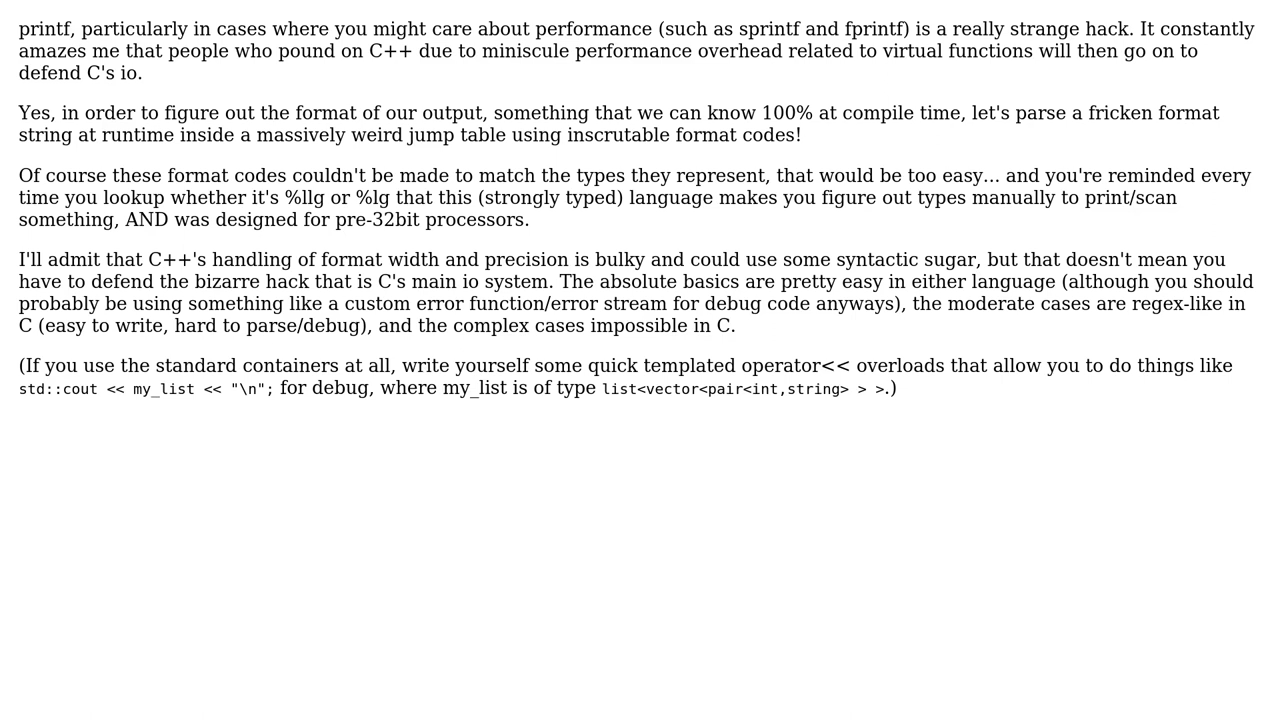 printf, particularly in cases where you might care about performance (such as sprintf and fprintf) is a really strange hack. It constantly
amazes me that people who pound on C++ due to miniscule performance overhead related to virtual functions will then go on to
defend C's io.
Yes, in order to figure out the format of our output, something that we can know 100% at compile time, let's parse a fricken format
string at runtime inside a massively weird jump table using inscrutable format codes!
Of course these format codes couldn't be made to match the types they represent, that would be too easy... and you're reminded every
time you lookup whether it's %llg or %lg that this (strongly typed) language makes you figure out types manually to print/scan
something, AND was designed for pre-32bit processors.
I'll admit that C++'s handling of format width and precision is bulky and could use some syntactic sugar, but that doesn't mean you
have to defend the bizarre hack that is C's main io system. The absolute basics are pretty easy in either language (although you should
probably be using something like a custom error function/error stream for debug code anyways), the moderate cases are regex-like in
C (easy to write, hard to parse/debug), and the complex cases impossible in C.
(If you use the standard containers at all, write yourself some quick templated operator<< overloads that allow you to do things like
std::cout << my_list << "\n"; for debug, where my_list is of type list<vector<pair<int,string> > >.)